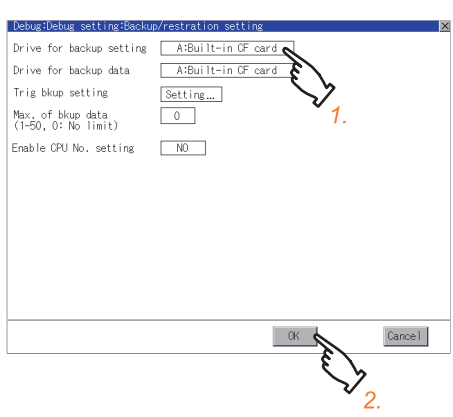 Debug:Debug setting:Backup/restration setting
Drive for backup setting A:Built-in CF card
Drive for backup data A:Built-in CF card
Trig bkup setting Setting...
Max. of bkup data 0
(1-50, 0: No limit)
Enable CPU No. setting NO
1.
OK Cancel
2.